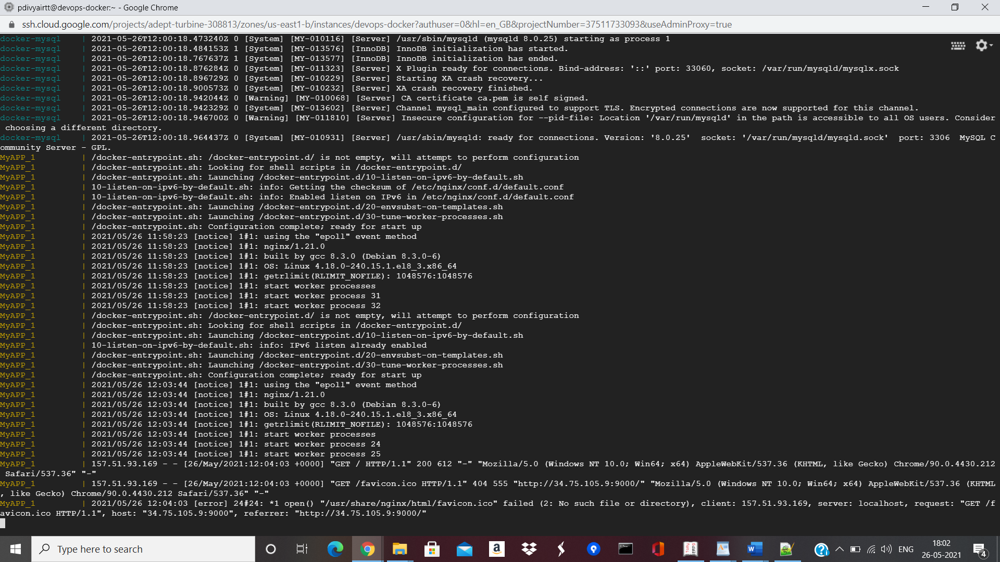 pdivyairtt@devops-docker:~ - Google Chrome
ssh.cloud.google.com/projects/adept-turbine-308813/zones/us-east1-b/instances/devops-docker?authuser=0&hl=en_GB&projectNumber=37511733093&useAdminProxy=true
docker-mysql | 2021-05-26T12:00:18.473240Z 0 [System] [MY-010116] [Server] /usr/sbin/mysqld (mysqld 8.0.25) starting as process 1
docker-mysql | 2021-05-26T12:00:18.484153Z 1 [System] [MY-013576] [InnoDB] InnoDB initialization has started.
docker-mysql | 2021-05-26T12:00:18.767637Z 1 [System] [MY-013577] [InnoDB] InnoDB initialization has ended.
docker-mysql | 2021-05-26T12:00:18.876284Z 0 [System] [MY-011323] [Server] X Plugin ready for connections. Bind-address: '::' port: 33060, socket: /var/run/mysqld/mysqlx.sock
docker-mysql | 2021-05-26T12:00:18.896729Z 0 [System] [MY-010229] [Server] Starting XA crash recovery...
docker-mysql | 2021-05-26T12:00:18.900573Z 0 [System] [MY-010232] [Server] XA crash recovery finished.
docker-mysql | 2021-05-26T12:00:18.942044Z 0 [Warning] [MY-010068] [Server] CA certificate ca.pem is self signed.
docker-mysql | 2021-05-26T12:00:18.942329Z 0 [System] [MY-013602] [Server] Channel mysql_main configured to support TLS. Encrypted connections are now supported for this channel.
docker-mysql | 2021-05-26T12:00:18.946700Z 0 [Warning] [MY-011810] [Server] Insecure configuration for --pid-file: Location '/var/run/mysqld' in the path is accessible to all OS users. Consider
choosing a different directory.
docker-mysql | 2021-05-26T12:00:18.964437Z 0 [System] [MY-010931] [Server] /usr/sbin/mysqld: ready for connections. Version: '8.0.25' socket: '/var/run/mysqld/mysqld.sock' port: 3306 MySQL C
ommunity Server - GPL.
MyAPP_1 | /docker-entrypoint.sh: /docker-entrypoint.d/ is not empty, will attempt to perform configuration
MyAPP_1 | /docker-entrypoint.sh: Looking for shell scripts in /docker-entrypoint.d/
MyAPP_1 | /docker-entrypoint.sh: Launching /docker-entrypoint.d/10-listen-on-ipv6-by-default.sh
MyAPP_1 | 10-listen-on-ipv6-by-default.sh: info: Getting the checksum of /etc/nginx/conf.d/default.conf
MyAPP_1 | 10-listen-on-ipv6-by-default.sh: info: Enabled listen on IPv6 in /etc/nginx/conf.d/default.conf
MyAPP_1 | /docker-entrypoint.sh: Launching /docker-entrypoint.d/20-envsubst-on-templates.sh
MyAPP_1 | /docker-entrypoint.sh: Launching /docker-entrypoint.d/30-tune-worker-processes.sh
MyAPP_1 | /docker-entrypoint.sh: Configuration complete; ready for start up
MyAPP_1 | 2021/05/26 11:58:23 [notice] 1#1: using the "epoll" event method
MyAPP_1 | 2021/05/26 11:58:23 [notice] 1#1: nginx/1.21.0
MyAPP_1 | 2021/05/26 11:58:23 [notice] 1#1: built by gcc 8.3.0 (Debian 8.3.0-6)
MyAPP_1 | 2021/05/26 11:58:23 [notice] 1#1: OS: Linux 4.18.0-240.15.1.el8_3.x86_64
MyAPP_1 | 2021/05/26 11:58:23 [notice] 1#1: getrlimit(RLIMIT_NOFILE): 1048576:1048576
MyAPP_1 | 2021/05/26 11:58:23 [notice] 1#1: start worker processes
MyAPP_1 | 2021/05/26 11:58:23 [notice] 1#1: start worker process 31
MyAPP_1 | 2021/05/26 11:58:23 [notice] 1#1: start worker process 32
MyAPP_1 | /docker-entrypoint.sh: /docker-entrypoint.d/ is not empty, will attempt to perform configuration
MyAPP_1 | /docker-entrypoint.sh: Looking for shell scripts in /docker-entrypoint.d/
MyAPP_1 | /docker-entrypoint.sh: Launching /docker-entrypoint.d/10-listen-on-ipv6-by-default.sh
MyAPP_1 | 10-listen-on-ipv6-by-default.sh: info: IPv6 listen already enabled
MyAPP_1 | /docker-entrypoint.sh: Launching /docker-entrypoint.d/20-envsubst-on-templates.sh
MyAPP_1 | /docker-entrypoint.sh: Launching /docker-entrypoint.d/30-tune-worker-processes.sh
MyAPP_1 | /docker-entrypoint.sh: Configuration complete; ready for start up
MyAPP_1 | 2021/05/26 12:03:44 [notice] 1#1: using the "epoll" event method
MyAPP_1 | 2021/05/26 12:03:44 [notice] 1#1: nginx/1.21.0
MyAPP_1 | 2021/05/26 12:03:44 [notice] 1#1: built by gcc 8.3.0 (Debian 8.3.0-6)
MyAPP_1 | 2021/05/26 12:03:44 [notice] 1#1: OS: Linux 4.18.0-240.15.1.el8_3.x86_64
MyAPP_1 | 2021/05/26 12:03:44 [notice] 1#1: getrlimit(RLIMIT_NOFILE): 1048576:1048576
MyAPP_1 | 2021/05/26 12:03:44 [notice] 1#1: start worker processes
MyAPP_1 | 2021/05/26 12:03:44 [notice] 1#1: start worker process 24
MyAPP_1 | 2021/05/26 12:03:44 [notice] 1#1: start worker process 25
MyAPP_1 | 157.51.93.169 - - [26/May/2021:12:04:03 +0000] "GET / HTTP/1.1" 200 612 "-" "Mozilla/5.0 (Windows NT 10.0; Win64; x64) AppleWebKit/537.36 (KHTML, like Gecko) Chrome/90.0.4430.212
Safari/537.36" "-"
MyAPP_1 | 157.51.93.169 - - [26/May/2021:12:04:03 +0000] "GET /favicon.ico HTTP/1.1" 404 555 "http://34.75.105.9:9000/" "Mozilla/5.0 (Windows NT 10.0; Win64; x64) AppleWebKit/537.36 (KHTML
, like Gecko) Chrome/90.0.4430.212 Safari/537.36" "-"
MyAPP_1 | 2021/05/26 12:04:03 [error] 24#24: *1 open() "/usr/share/nginx/html/favicon.ico" failed (2: No such file or directory), client: 157.51.93.169, server: localhost, request: "GET /f
avicon.ico HTTP/1.1", host: "34.75.105.9:9000", referrer: "http://34.75.105.9:9000/"
Type here to search
ENG
18:02
26-05-2021
4